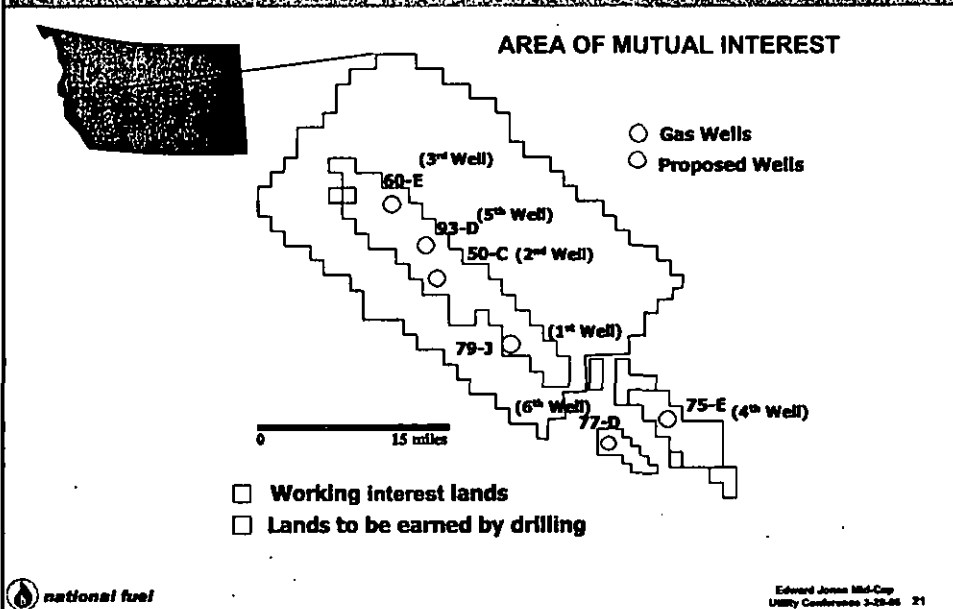 AREA OF MUTUAL INTEREST
Gas Wells
Proposed Wells
(3rd Well)
60-E
(5th Well)
93-D
50-C (2nd Well)
(1st Well)
79-J
(6th Well)
77-D
75-E (4th Well)
0 15 miles
Working interest lands
Lands to be earned by drilling
national fuel
Edward Jones Mid-Cap
Utility Conference 21